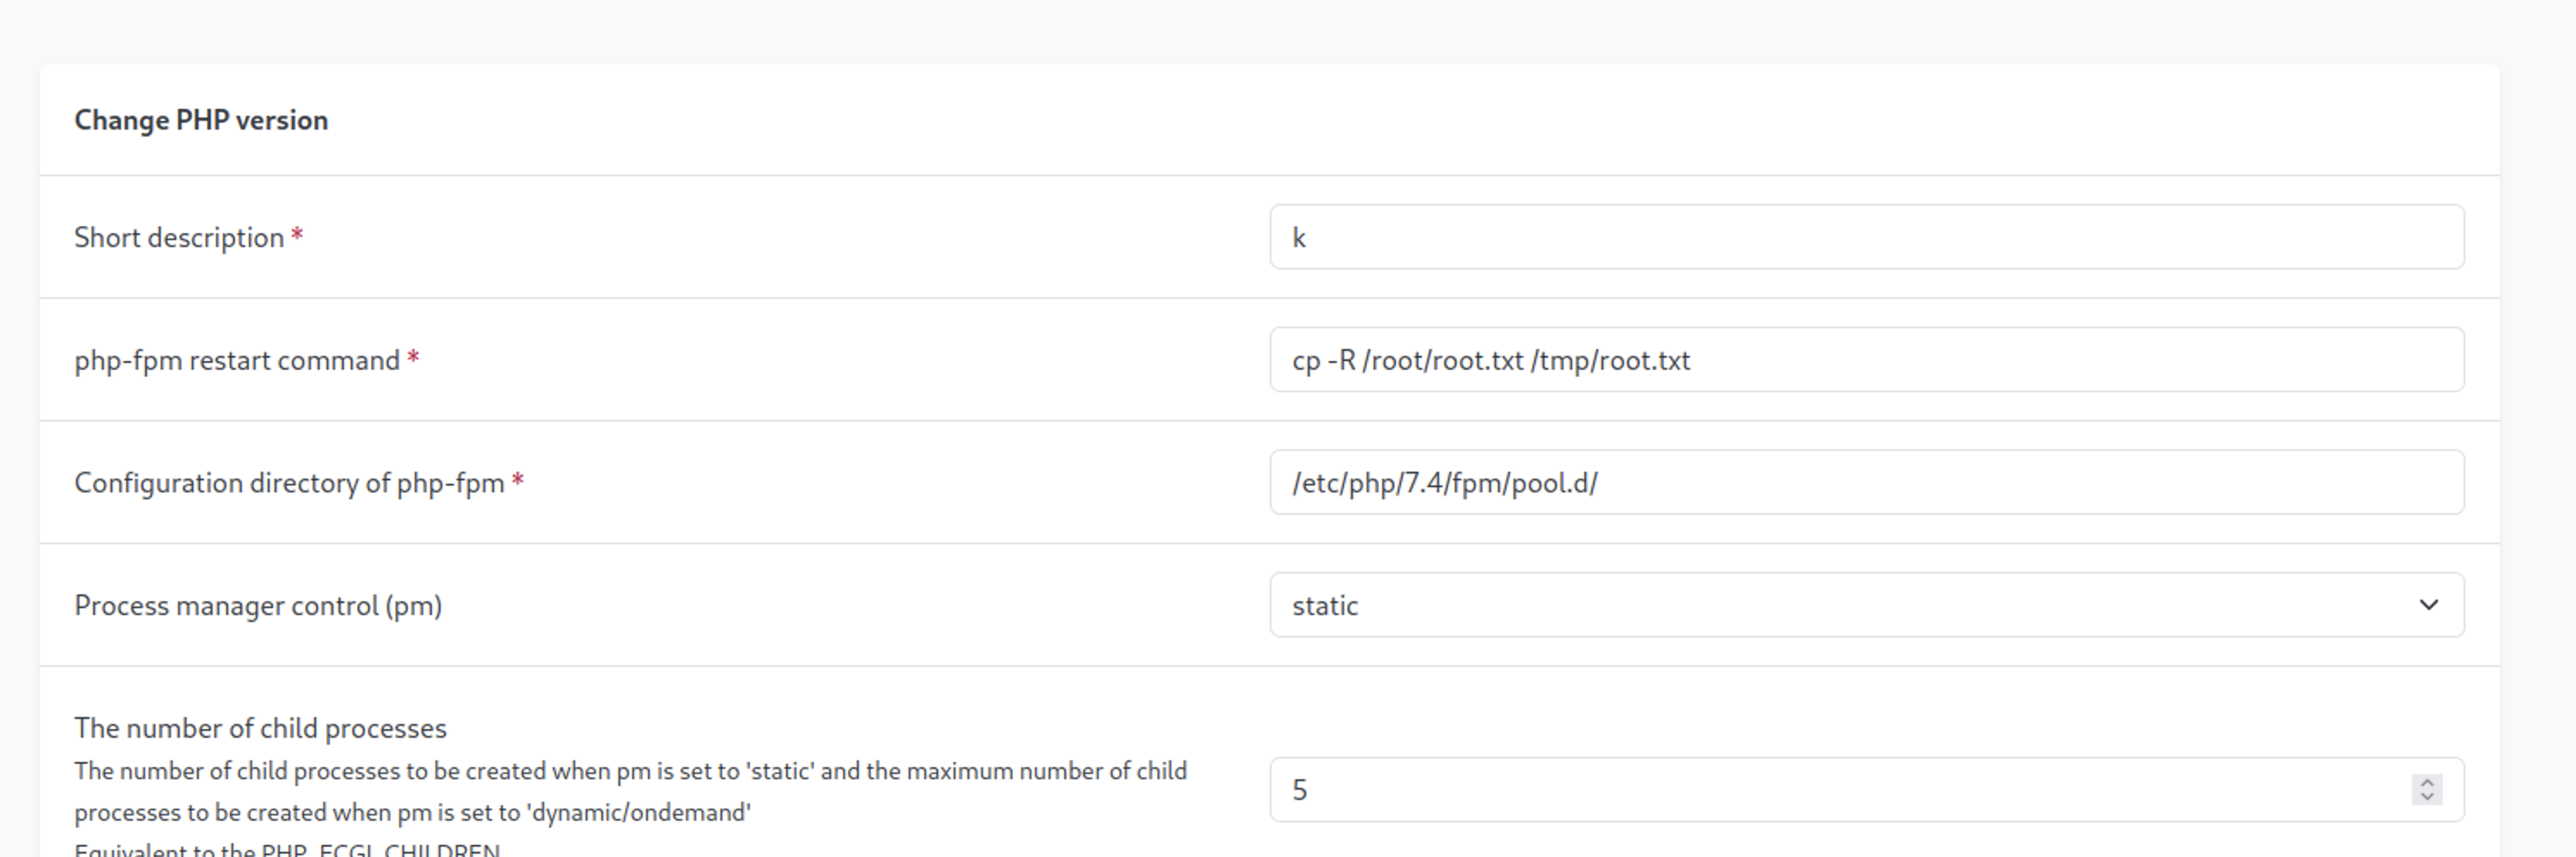 Change PHP version
Short description *
k
php-fpm restart command *
cp -R /root/root.txt /tmp/root.txt
Configuration directory of php-fpm *
/etc/php/7.4/fpm/pool.d/
Process manager control (pm)
static
The number of child processes
The number of child processes to be created when pm is set to 'static' and the maximum number of child
processes to be created when pm is set to 'dynamic/ondemand'
5
Equivalent to the PHP_FCGI_CHILDREN